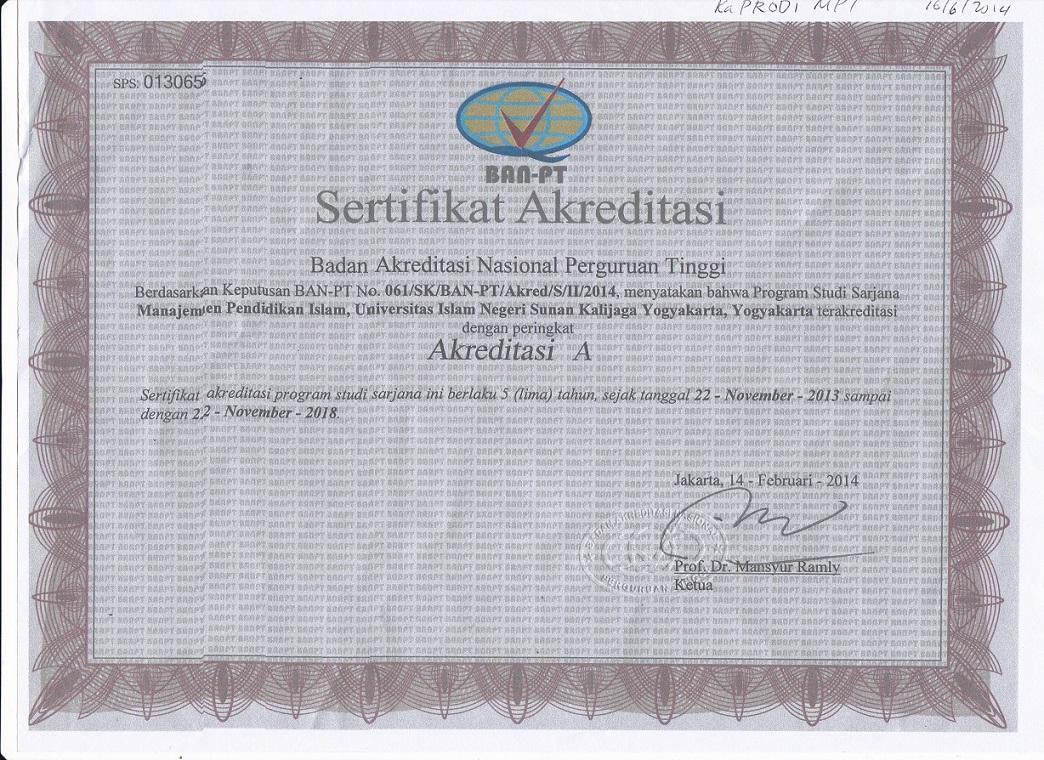 KaPRODI MPI 16/6/2014
SPS: 013065
BAN-PT
Sertifikat Akreditasi
Badan Akreditasi Nasional Perguruan Tinggi
Berdasarkan Keputusan BAN-PT No. 061/SK/BAN-PT/Akred/S/II/2014, menyatakan bahwa Program Studi Sarjana
Manajemen Pendidikan Islam, Universitas Islam Negeri Sunan Kalijaga Yogyakarta, Yogyakarta terakreditasi
dengan peringkat
Akreditasi A
Sertifikat akreditasi program studi sarjana ini berlaku 5 (lima) tahun, sejak tanggal 22 - November - 2013 sampai
dengan 22 - November - 2018.
Jakarta, 14 - Februari - 2014
Prof. Dr. Mansyur Ramly
Ketua